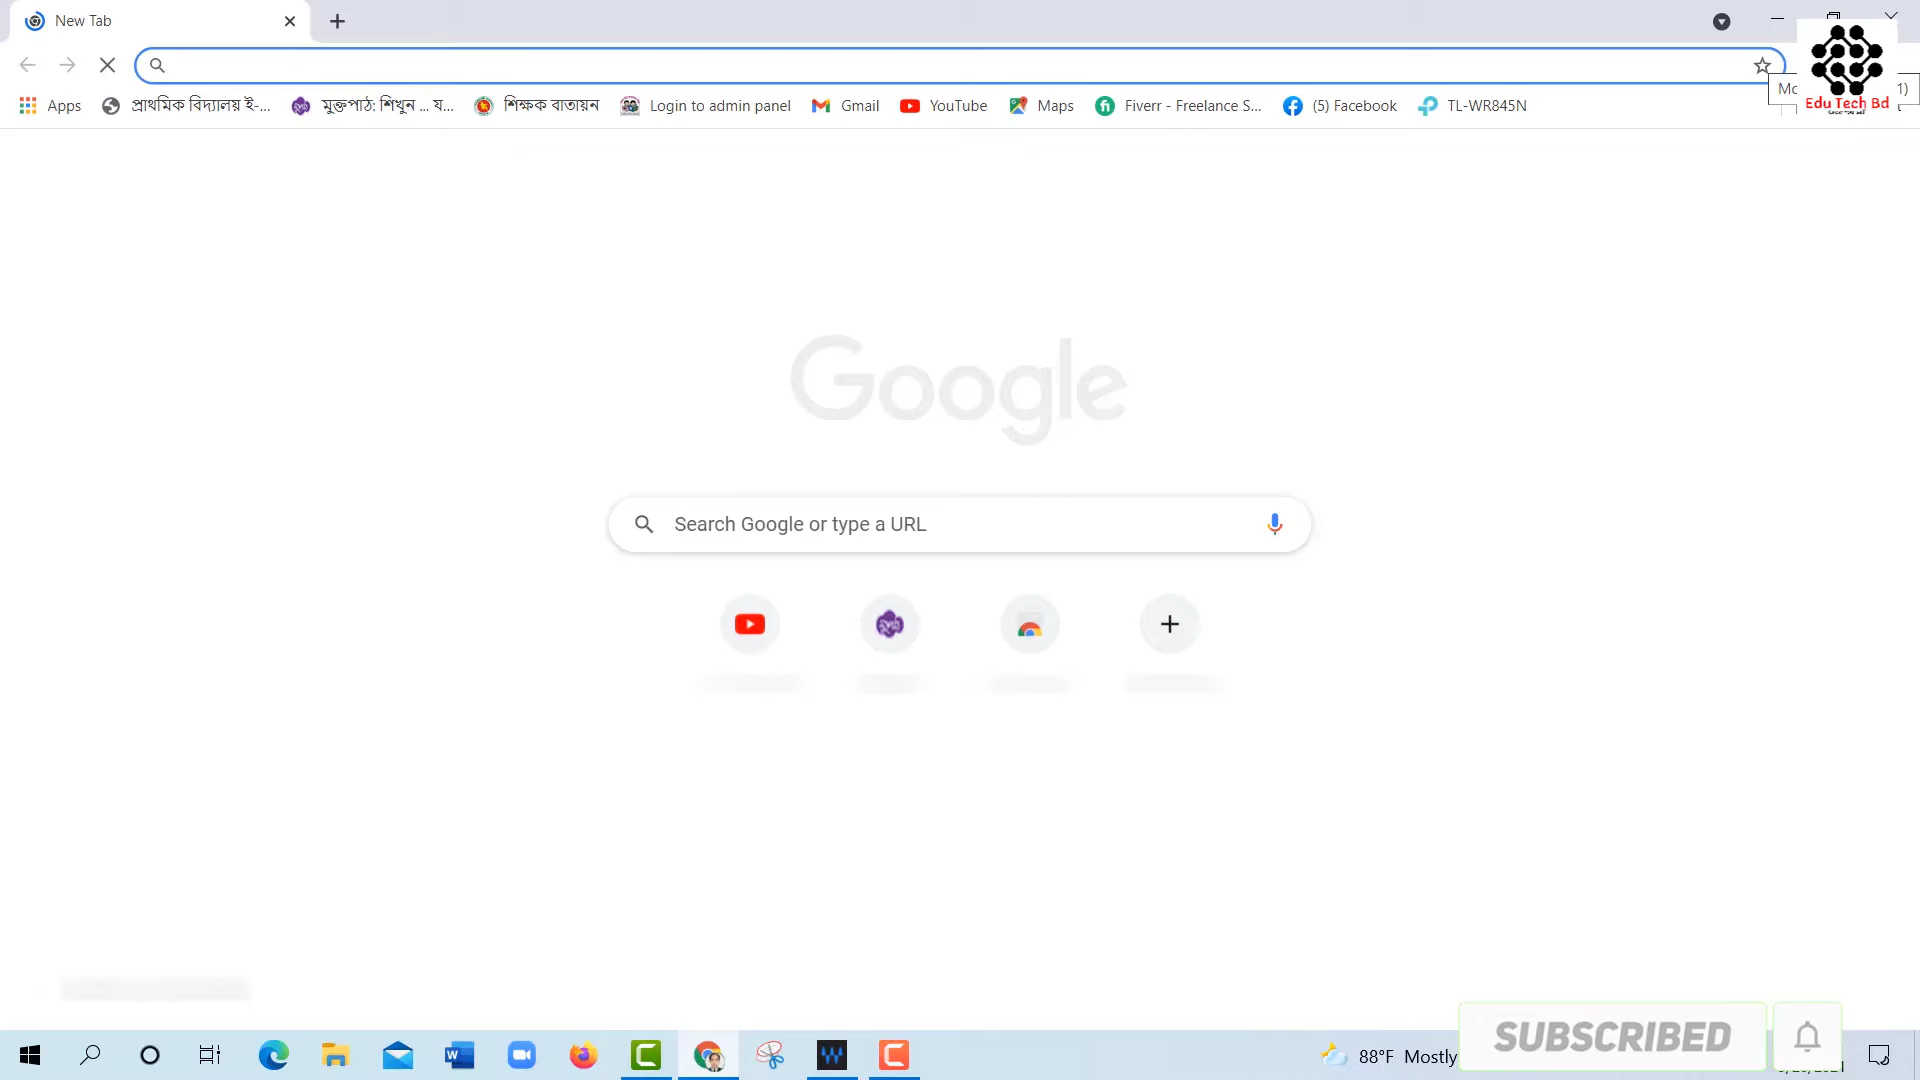 New Tab
Apps
প্রাথমিক বিদ্যালয় ই-...
মুক্তপাঠ: শিখুন ... য...
শিক্ষক বাতায়ন
Login to admin panel
Gmail
YouTube
Maps
Fiverr - Freelance S...
(5) Facebook
TL-WR845N
Edu Tech Bd
Google
Search Google or type a URL
88°F Mostly
SUBSCRIBED